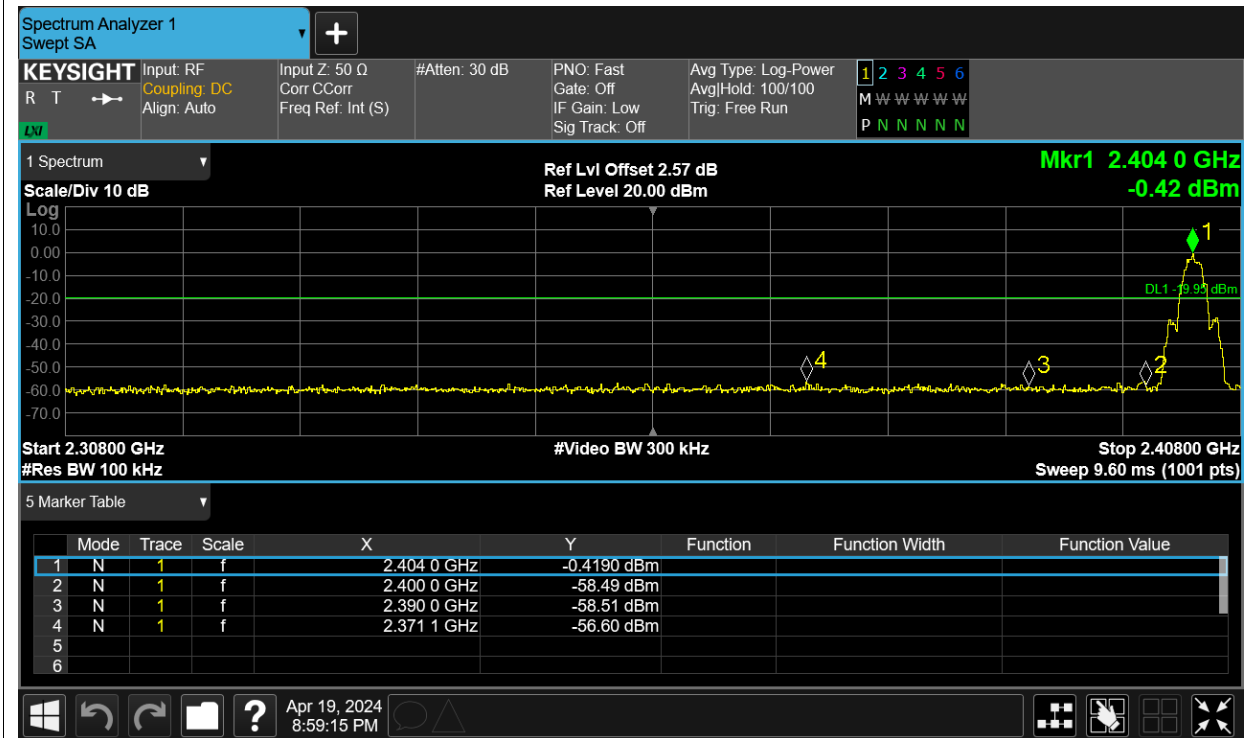 Spectrum Analyzer 1
Swept SA
KEYSIGHT
R T
LXI
Input: RF
Coupling: DC
Align: Auto
Input Z: 50 Ω
Corr CCorr
Freq Ref: Int (S)
#Atten: 30 dB
PNO: Fast
Gate: Off
IF Gain: Low
Sig Track: Off
Avg Type: Log-Power
Avg|Hold: 100/100
Trig: Free Run
1 2 3 4 5 6
M W W W W W
P N N N N N
1 Spectrum
Scale/Div 10 dB
Ref Lvl Offset 2.57 dB
Ref Level 20.00 dBm
Mkr1 2.404 0 GHz
-0.42 dBm
Log
10.0
0.00
-10.0
-20.0
-30.0
-40.0
-50.0
-60.0
-70.0
1
DL1 -19.95 dBm
4
3
2
Start 2.30800 GHz
#Res BW 100 kHz
#Video BW 300 kHz
Stop 2.40800 GHz
Sweep 9.60 ms (1001 pts)
5 Marker Table
Mode Trace Scale X Y Function Function Width Function Value
1 N 1 f 2.404 0 GHz -0.4190 dBm
2 N 1 f 2.400 0 GHz -58.49 dBm
3 N 1 f 2.390 0 GHz -58.51 dBm
4 N 1 f 2.371 1 GHz -56.60 dBm
5
6
?
Apr 19, 2024
8:59:15 PM